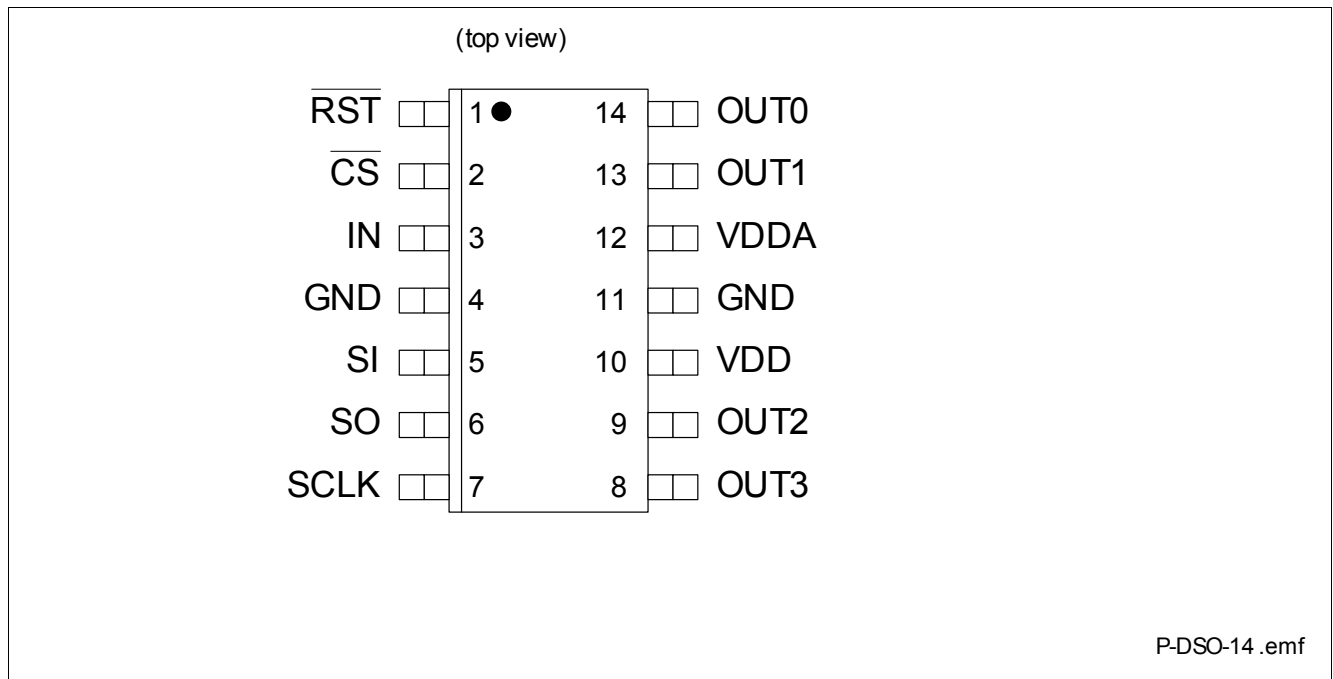 (top view)
RST 1 14 OUT0
CS 2 13 OUT1
IN 3 12 VDDA
GND 4 11 GND
SI 5 10 VDD
SO 6 9 OUT2
SCLK 7 8 OUT3
P-DSO-14 .emf